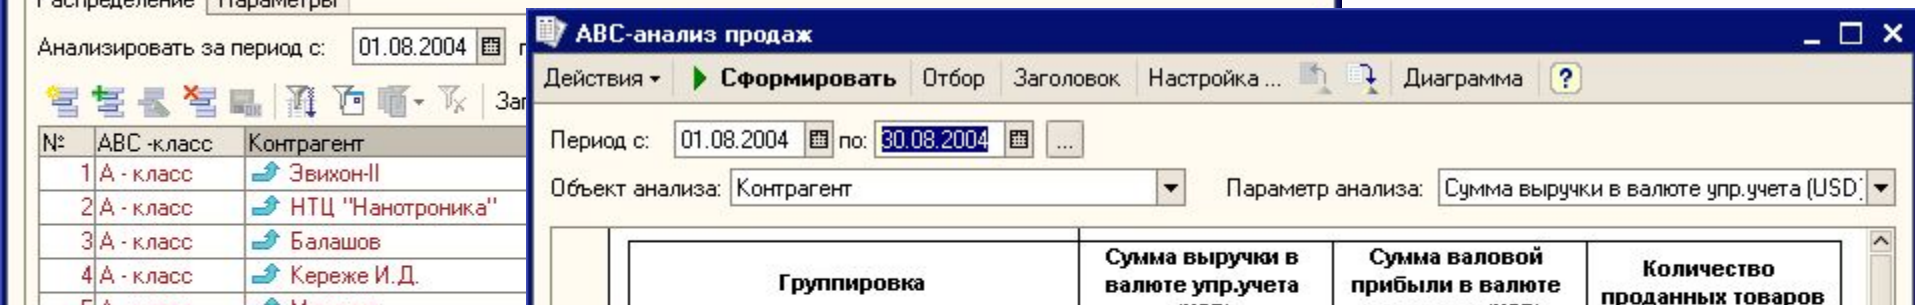 Распределение Параметры
Анализировать за период с: 01.08.2004
№ ABC -класс Контрагент
1 А - класс Эвихон-II
2 А - класс НТЦ "Нанотроника"
3 А - класс Балашов
4 А - класс Кереже И.Д.
ABC-анализ продаж
Действия Сформировать Отбор Заголовок Настройка ... Диаграмма ?
Период с: 01.08.2004 по: 30.08.2004 ...
Объект анализа: Контрагент Параметр анализа: Сумма выручки в валюте упр.учета (USD)
Группировка
Сумма выручки в
валюте упр.учета
Сумма валовой
прибыли в валюте
Количество
проданных товаров